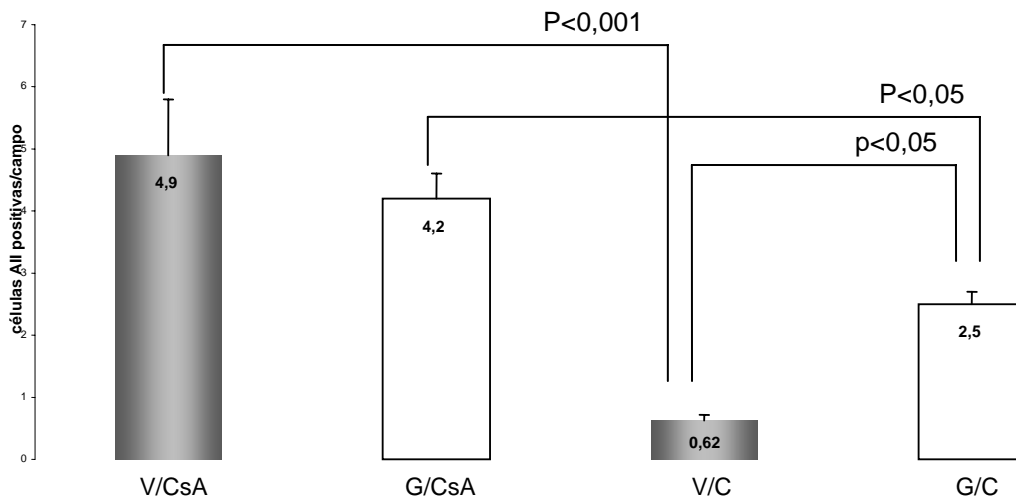 células AII positivas/campo
7
6
5
4
3
2
1
0
P<0,001
P<0,05
p<0,05
4,9
4,2
0,62
2,5
V/CsA
G/CsA
V/C
G/C